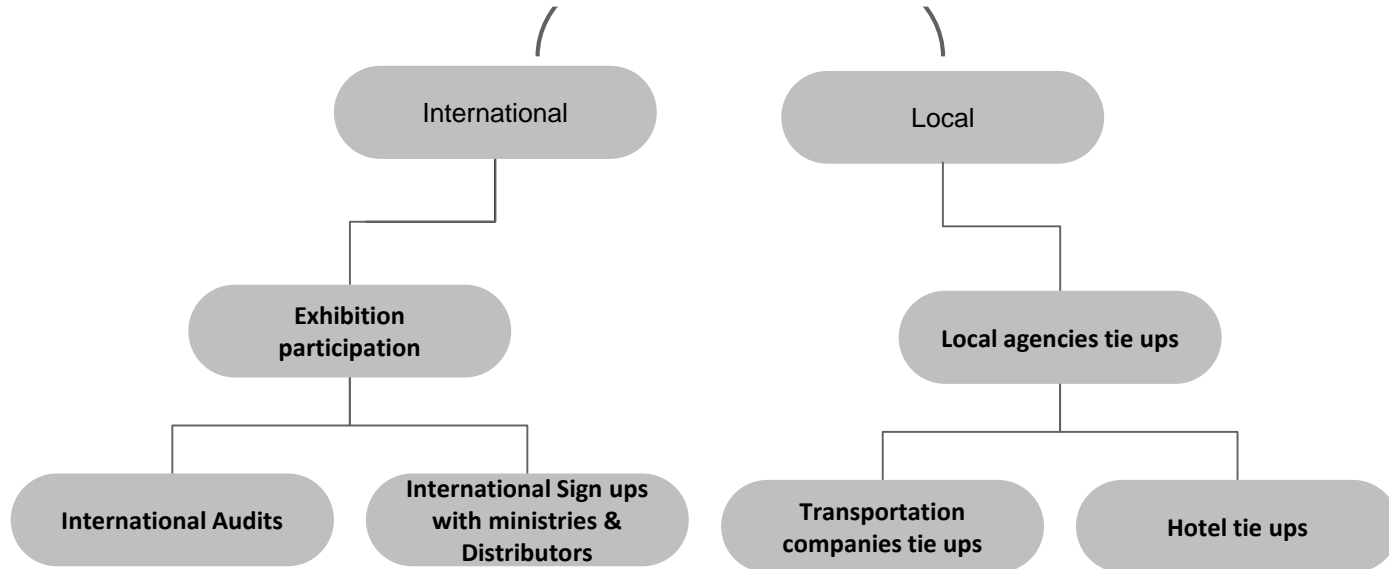 International
Local
Exhibition
participation
Local agencies tie ups
International Audits
International Sign ups
with ministries &
Distributors
Transportation
companies tie ups
Hotel tie ups